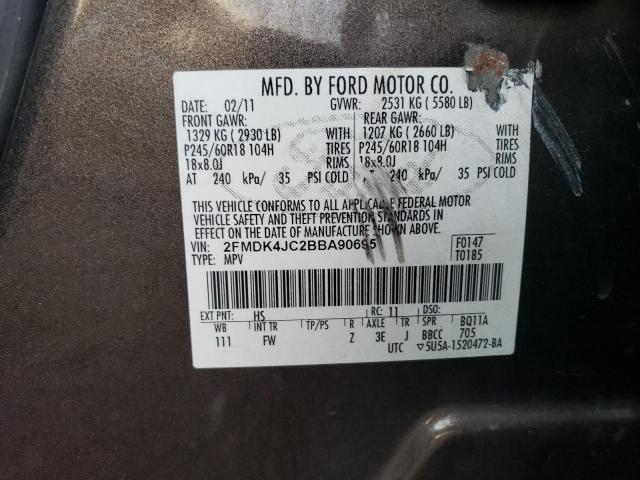 MFD. BY FORD MOTOR CO.
DATE: 02/11 GVWR: 2531 KG ( 5580 LB)
FRONT GAWR: REAR GAWR:
1329 KG ( 2930 LB) WITH 1207 KG ( 2660 LB) WITH
P245/60R18 104H TIRES P245/60R18 104H TIRES
18x8.0J RIMS 18x8.0J RIMS
AT 240 kPa/ 35 PSI COLD AT 240 kPa/ 35 PSI COLD
THIS VEHICLE CONFORMS TO ALL APPLICABLE FEDERAL MOTOR
VEHICLE SAFETY AND THEFT PREVENTION STANDARDS IN
EFFECT ON THE DATE OF MANUFACTURE SHOWN ABOVE.
VIN: 2FMDK4JC2BBA90695 F0147
TYPE: MPV T0185
EXT PNT: HS RC: 11 DSO:
WB INT TR TP/PS R AXLE TR SPR BQ11A
111 FW Z 3E J BBCC 705
UTC ▽5U5A-1520472-BA